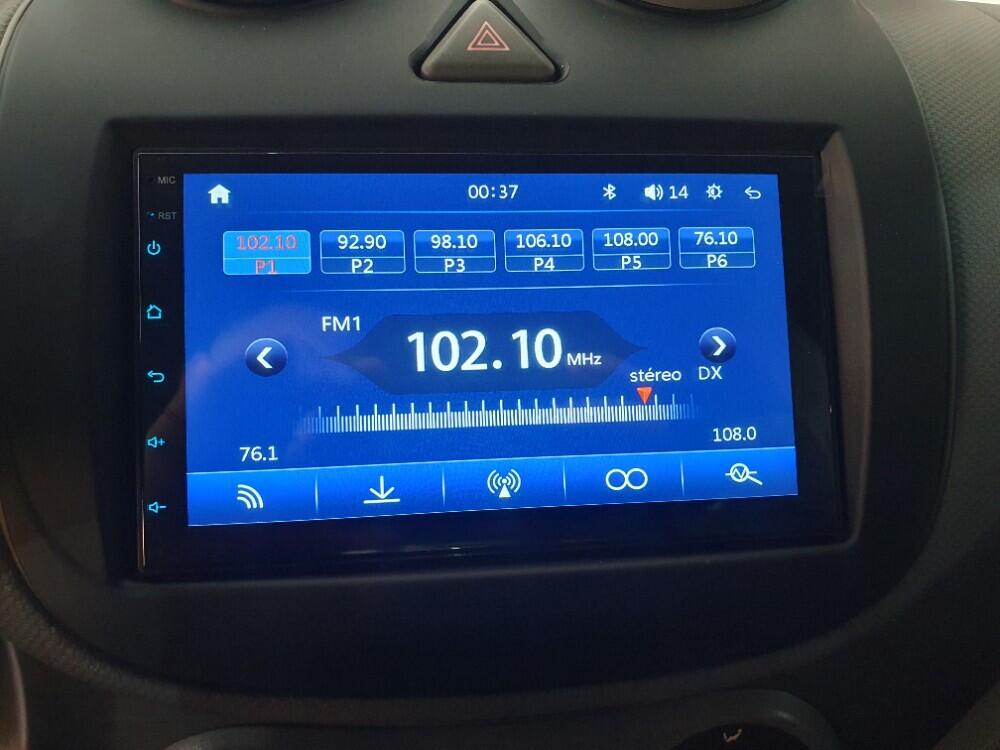 MIC
RST
00:37
14
102.10 92.90 98.10 106.10 108.00 76.10
P1 P2 P3 P4 P5 P6
FM1
102.10 MHz
stéreo DX
76.1 108.0